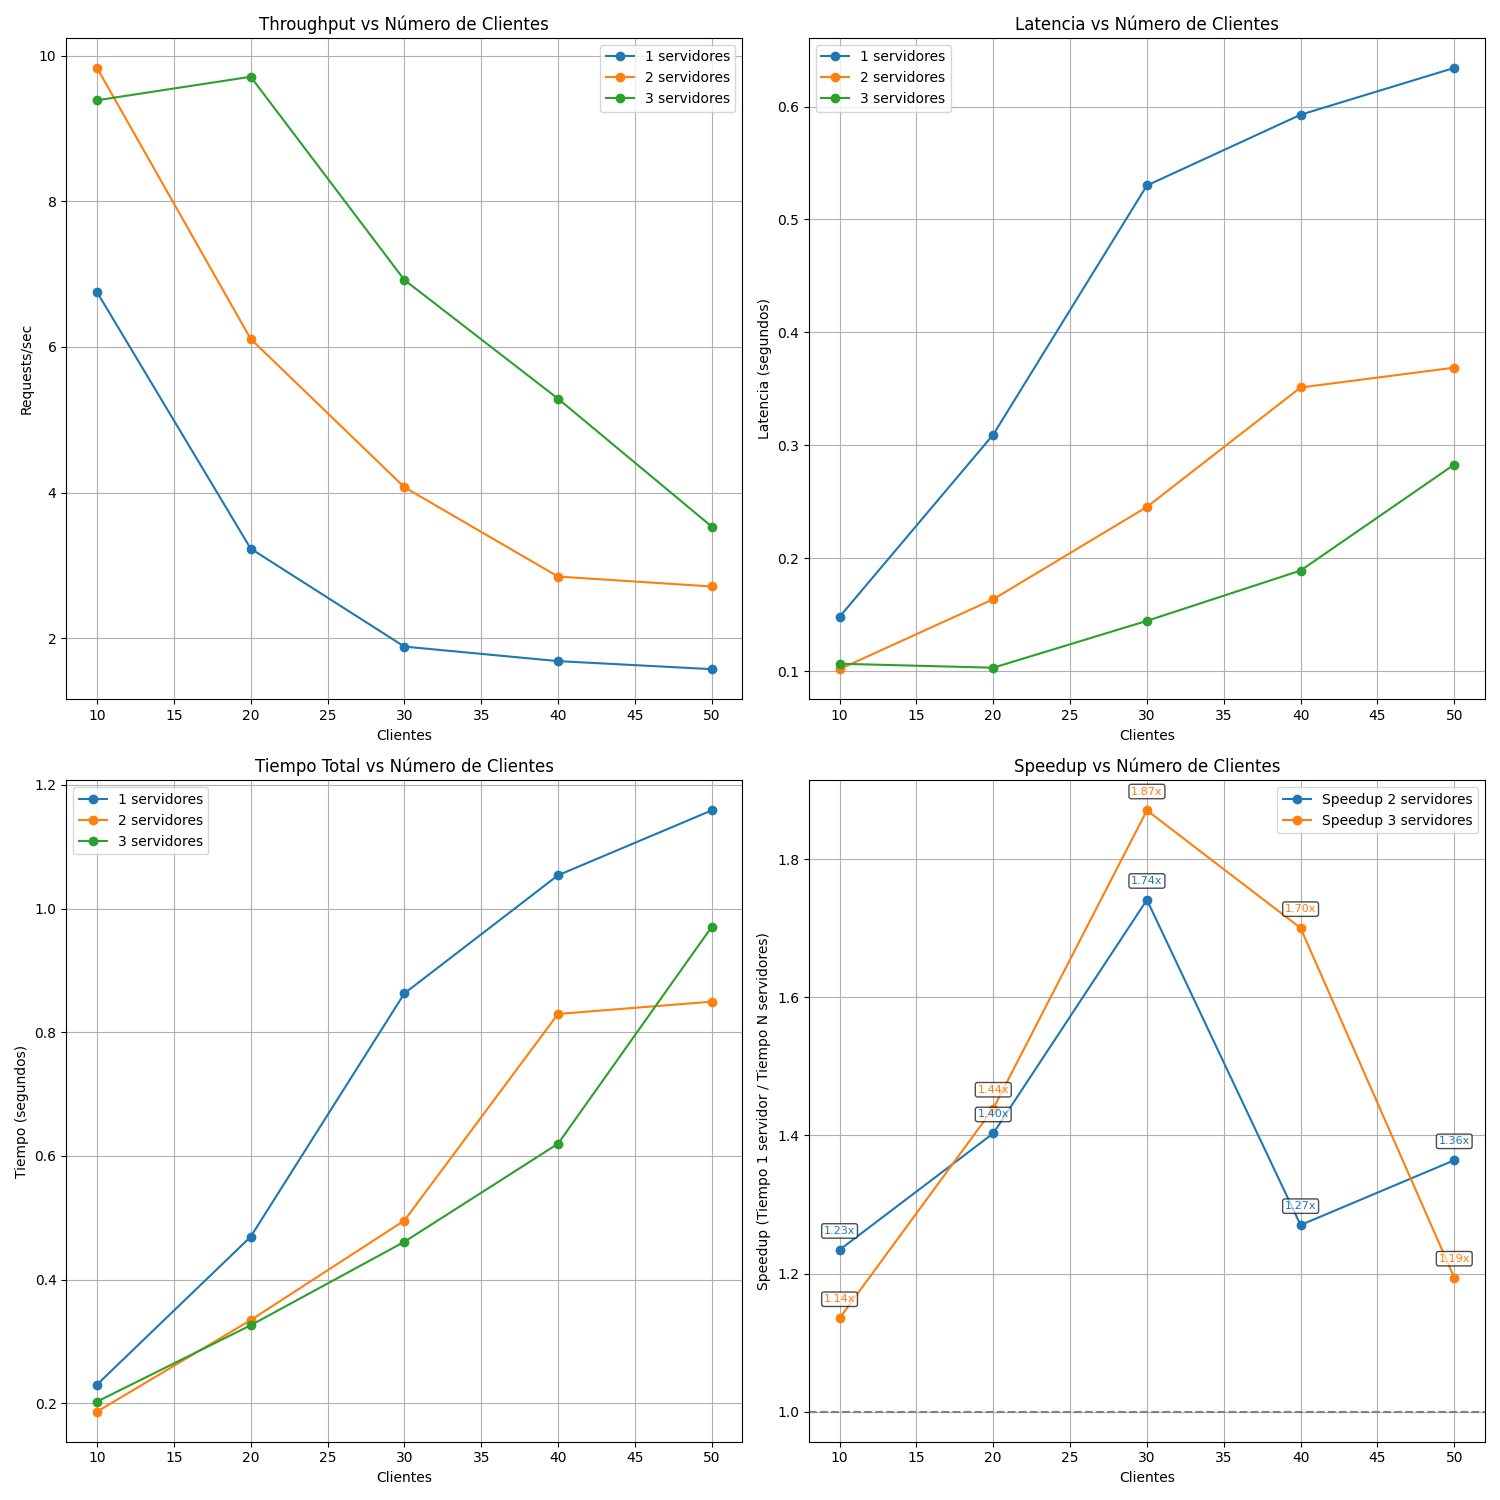 Throughput vs Número de Clientes
10
8
6
4
2
Requests/sec
1 servidores
2 servidores
3 servidores
10 15 20 25 30 35 40 45 50
Clientes
Latencia vs Número de Clientes
0.6
0.5
0.4
0.3
0.2
0.1
Latencia (segundos)
1 servidores
2 servidores
3 servidores
10 15 20 25 30 35 40 45 50
Clientes
Tiempo Total vs Número de Clientes
1.2
1.0
0.8
0.6
0.4
0.2
Tiempo (segundos)
1 servidores
2 servidores
3 servidores
10 15 20 25 30 35 40 45 50
Clientes
Speedup vs Número de Clientes
1.8
1.6
1.4
1.2
1.0
Speedup (Tiempo 1 servidor / Tiempo N servidores)
Speedup 2 servidores
Speedup 3 servidores
1.87x
1.74x
1.70x
1.44x
1.40x
1.36x
1.27x
1.23x
1.19x
1.14x
10 15 20 25 30 35 40 45 50
Clientes